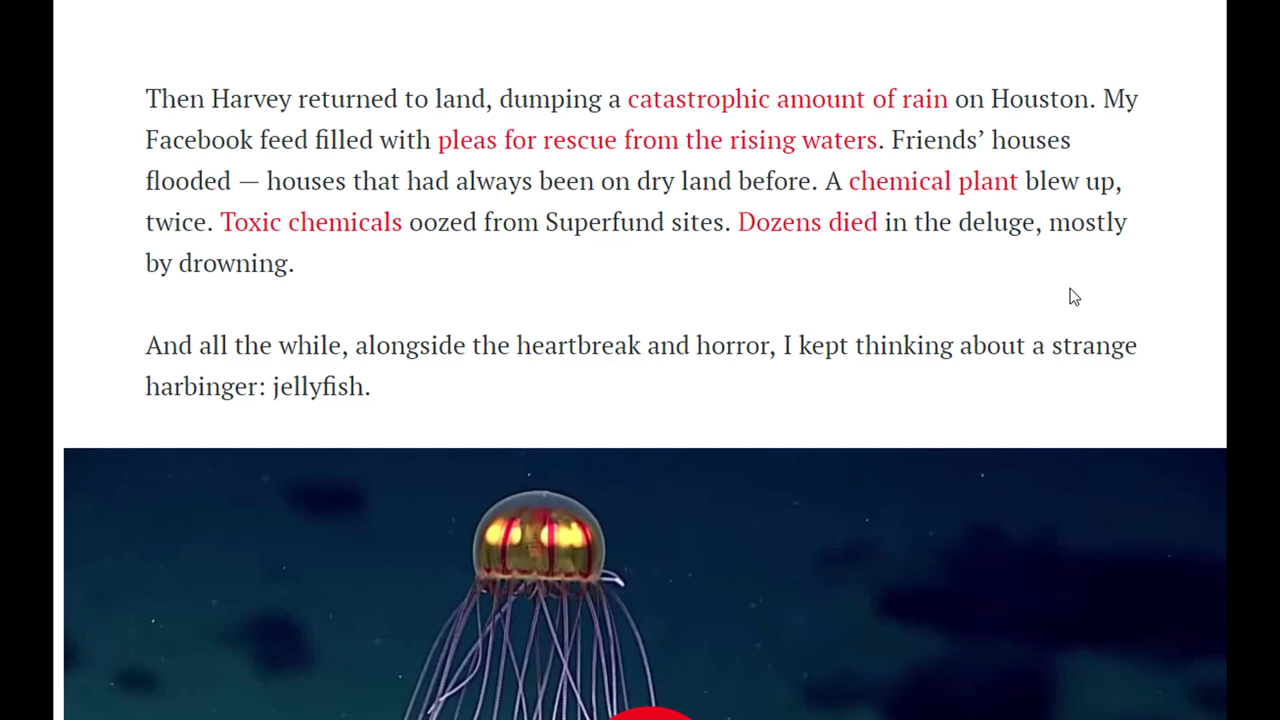 Then Harvey returned to land, dumping a catastrophic amount of rain on Houston. My
Facebook feed filled with pleas for rescue from the rising waters. Friends’ houses
flooded — houses that had always been on dry land before. A chemical plant blew up,
twice. Toxic chemicals oozed from Superfund sites. Dozens died in the deluge, mostly
by drowning.
And all the while, alongside the heartbreak and horror, I kept thinking about a strange
harbinger: jellyfish.